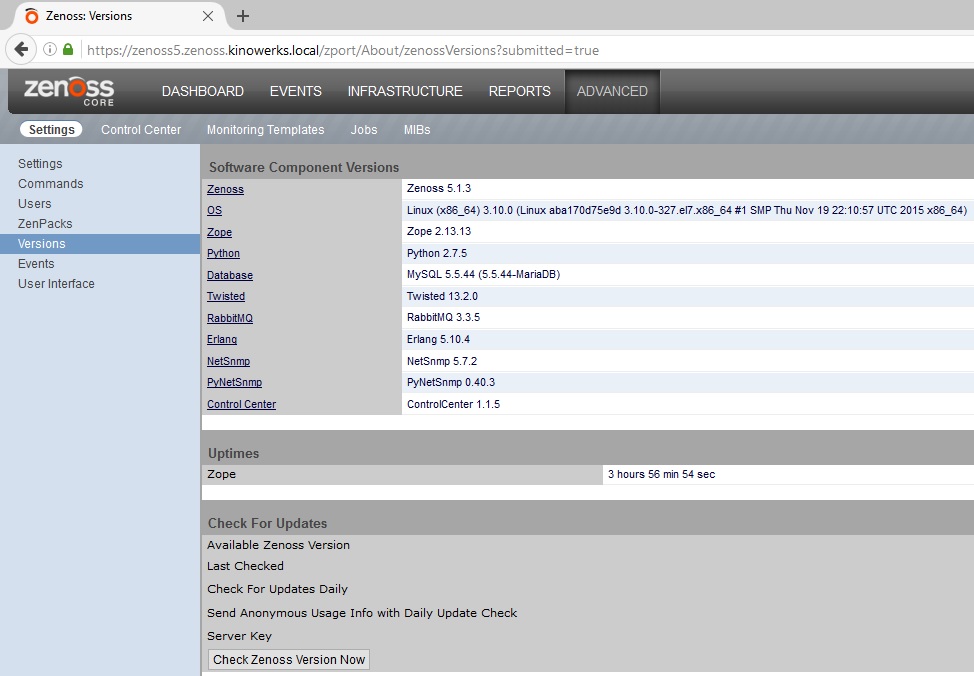 Zenoss: Versions
https://zenoss5.zenoss.kinowerks.local/zport/About/zenossVersions?submitted=true
zenoss
CORE
DASHBOARD EVENTS INFRASTRUCTURE REPORTS ADVANCED
Settings Control Center Monitoring Templates Jobs MIBs
Settings
Commands
Users
ZenPacks
Versions
Events
User Interface
Software Component Versions
Zenoss Zenoss 5.1.3
OS Linux (x86_64) 3.10.0 (Linux aba170d75e9d 3.10.0-327.el7.x86_64 #1 SMP Thu Nov 19 22:10:57 UTC 2015 x86_64)
Zope Zope 2.13.13
Python Python 2.7.5
Database MySQL 5.5.44 (5.5.44-MariaDB)
Twisted Twisted 13.2.0
RabbitMQ RabbitMQ 3.3.5
Erlang Erlang 5.10.4
NetSnmp NetSnmp 5.7.2
PyNetSnmp PyNetSnmp 0.40.3
Control Center ControlCenter 1.1.5
Uptimes
Zope 3 hours 56 min 54 sec
Check For Updates
Available Zenoss Version
Last Checked
Check For Updates Daily
Send Anonymous Usage Info with Daily Update Check
Server Key
Check Zenoss Version Now